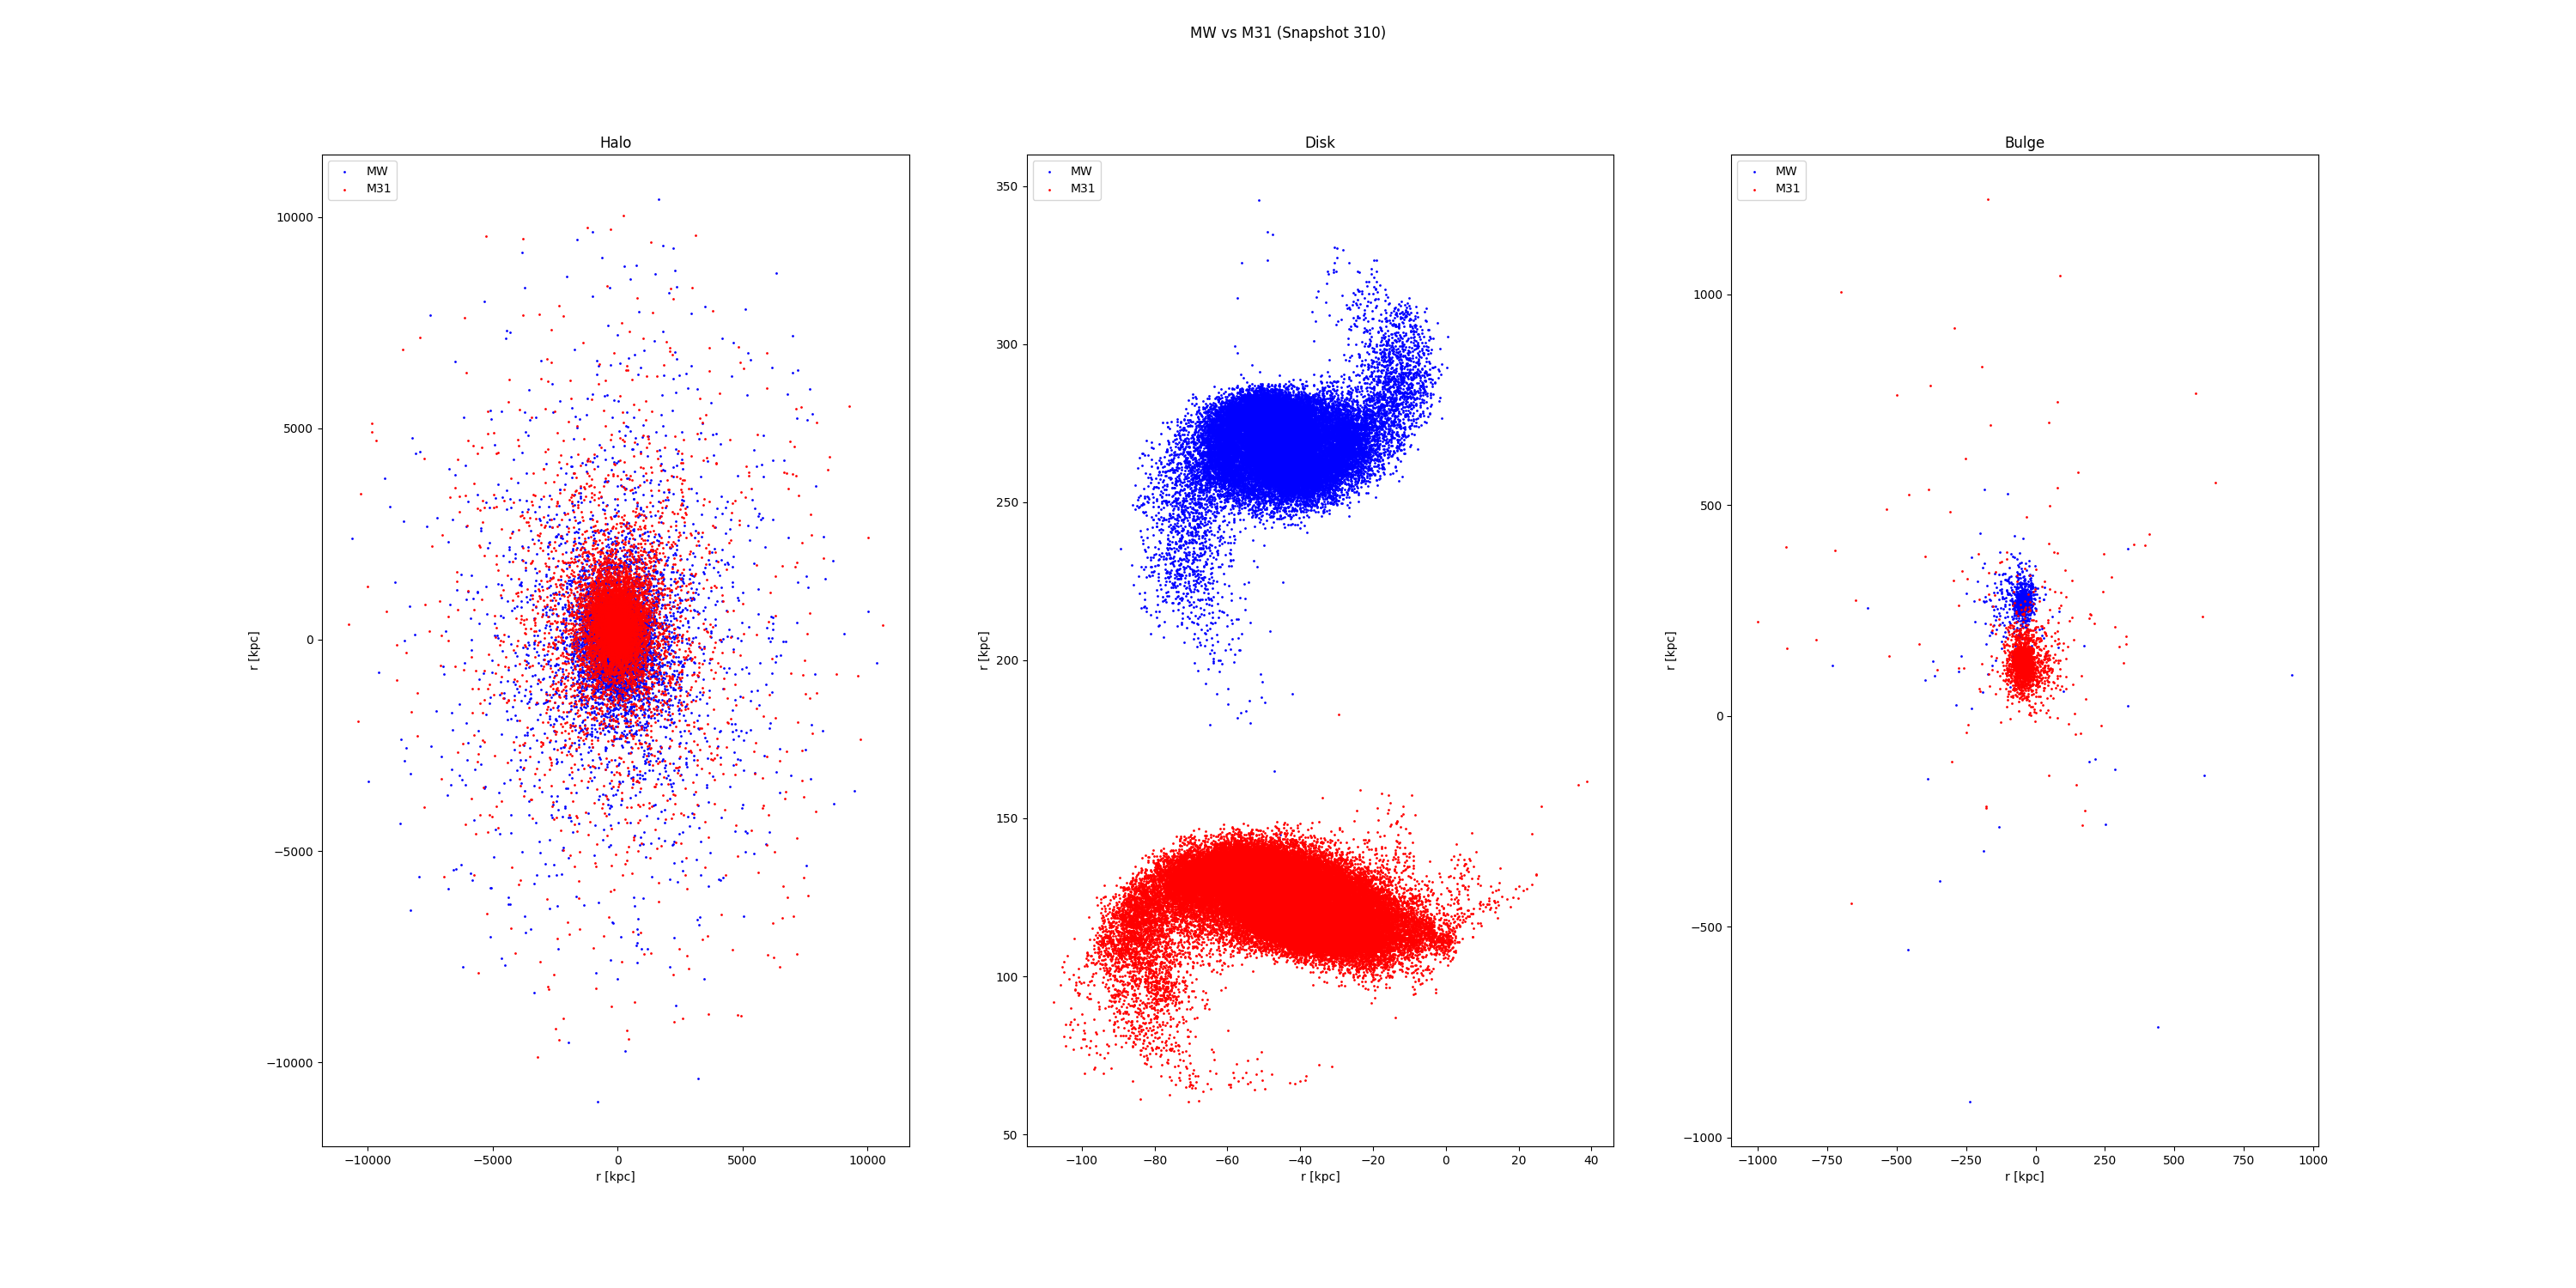 MW vs M31 (Snapshot 310)
Halo
MW
M31
10000
5000
0
−5000
−10000
r [kpc]
−10000 −5000 0 5000 10000
r [kpc]
Disk
MW
M31
350
300
250
200
150
100
50
r [kpc]
−100 −80 −60 −40 −20 0 20 40
r [kpc]
Bulge
MW
M31
1000
500
0
−500
−1000
r [kpc]
−1000 −750 −500 −250 0 250 500 750 1000
r [kpc]